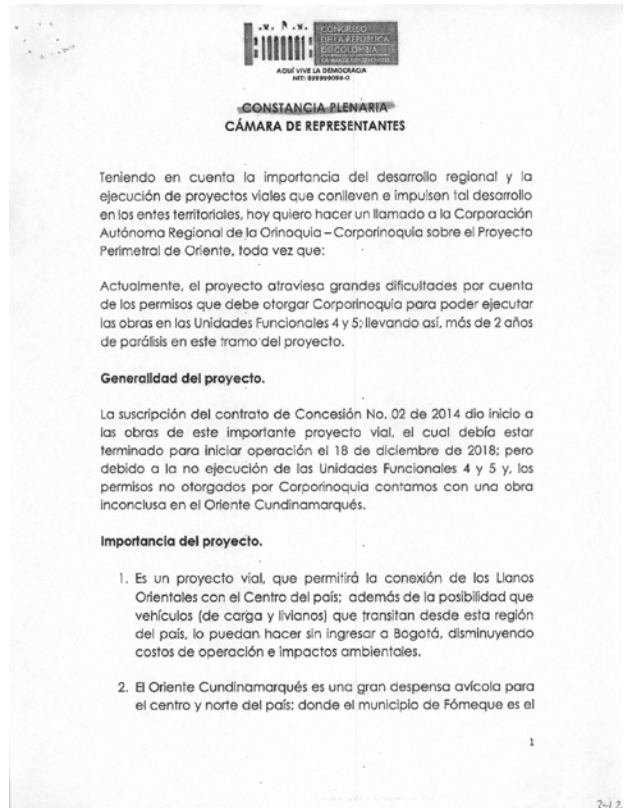 CONGRESO
DE LA REPÚBLICA
DE COLOMBIA
AQUÍ VIVE LA DEMOCRACIA
CONSTANCIA PLENARIA
CÁMARA DE REPRESENTANTES
Teniendo en cuenta la importancia del desarrollo regional y la
ejecución de proyectos viales que conlleven e impulsen tal desarrollo
en los entes territoriales, hoy quiero hacer un llamado a la Corporación
Autónoma Regional de la Orinoquia – Corporinoquia sobre el Proyecto
Perimetral de Oriente, toda vez que:
Actualmente, el proyecto atraviesa grandes dificultades por cuenta
de los permisos que debe otorgar Corporinoquia para poder ejecutar
las obras en las Unidades Funcionales 4 y 5; llevando así, más de 2 años
de parálisis en este tramo del proyecto.
Generalidad del proyecto.
La suscripción del contrato de Concesión No. 02 de 2014 dio inicio a
las obras de este importante proyecto vial, el cual debía estar
terminado para iniciar operación el 18 de diciembre de 2018; pero
debido a la no ejecución de las Unidades Funcionales 4 y 5 y, los
permisos no otorgados por Corporinoquia contamos con una obra
inconclusa en el Oriente Cundinamarqués.
Importancia del proyecto.
1. Es un proyecto vial, que permitirá la conexión de los Llanos
Orientales con el Centro del país; además de la posibilidad que
vehículos (de carga y livianos) que transitan desde esta región
del país, lo puedan hacer sin ingresar a Bogotá, disminuyendo
costos de operación e impactos ambientales.
2. El Oriente Cundinamarqués es una gran despensa avícola para
el centro y norte del país; donde el municipio de Fómeque es el
1